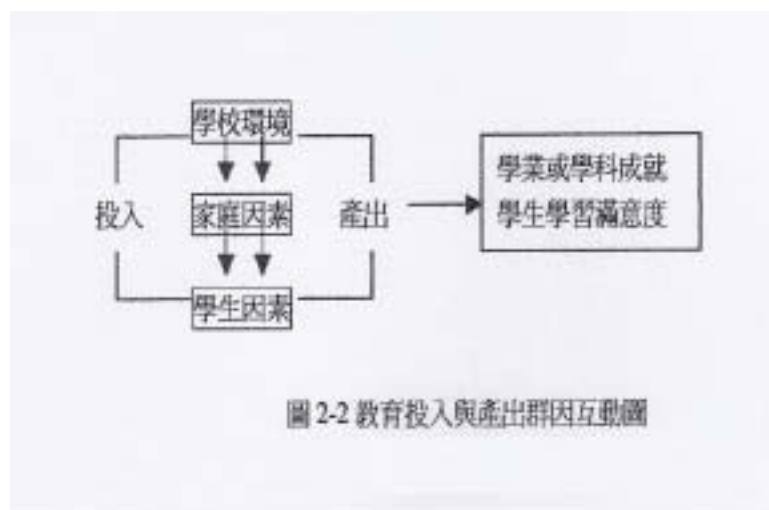 學校環境
投入
家庭因素
產出
學生因素
學業或學科成就
學生學習滿意度
圖 2-2 教育投入與產出群因互動圖